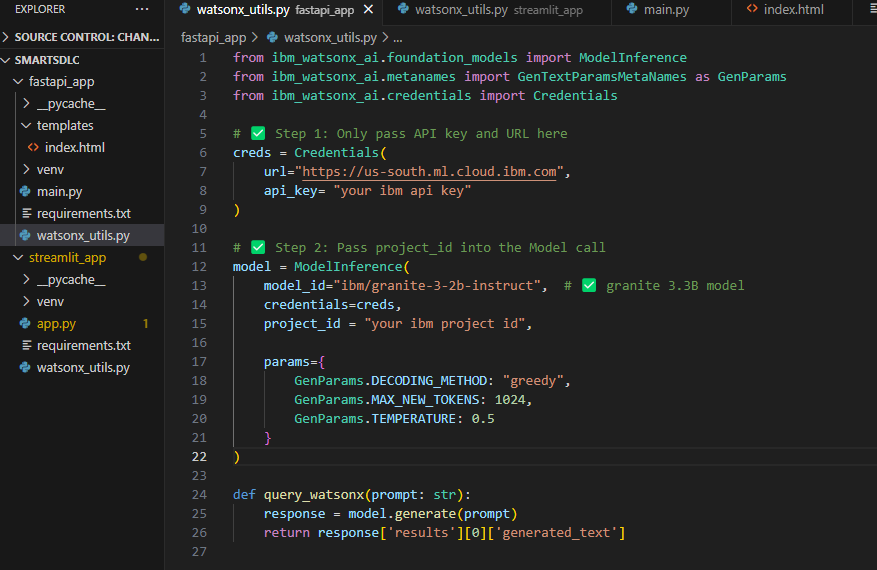 EXPLORER ...
SOURCE CONTROL: CHAN...
SMARTSDLC
fastapi_app
__pycache__
templates
index.html
venv
main.py
requirements.txt
watsonx_utils.py
streamlit_app
__pycache__
venv
app.py 1
requirements.txt
watsonx_utils.py
watsonx_utils.py fastapi_app
watsonx_utils.py streamlit_app
main.py
index.html
fastapi_app > watsonx_utils.py > ...
1 from ibm_watsonx_ai.foundation_models import ModelInference
2 from ibm_watsonx_ai.metanames import GenTextParamsMetaNames as GenParams
3 from ibm_watsonx_ai.credentials import Credentials
4
5 # ✅ Step 1: Only pass API key and URL here
6 creds = Credentials(
7     url="https://us-south.ml.cloud.ibm.com",
8     api_key= "your ibm api key"
9 )
10
11 # ✅ Step 2: Pass project_id into the Model call
12 model = ModelInference(
13     model_id="ibm/granite-3-2b-instruct",  # ✅ granite 3.3B model
14     credentials=creds,
15     project_id = "your ibm project id",
16
17     params={
18         GenParams.DECODING_METHOD: "greedy",
19         GenParams.MAX_NEW_TOKENS: 1024,
20         GenParams.TEMPERATURE: 0.5
21     }
22 )
23
24 def query_watsonx(prompt: str):
25     response = model.generate(prompt)
26     return response['results'][0]['generated_text']
27